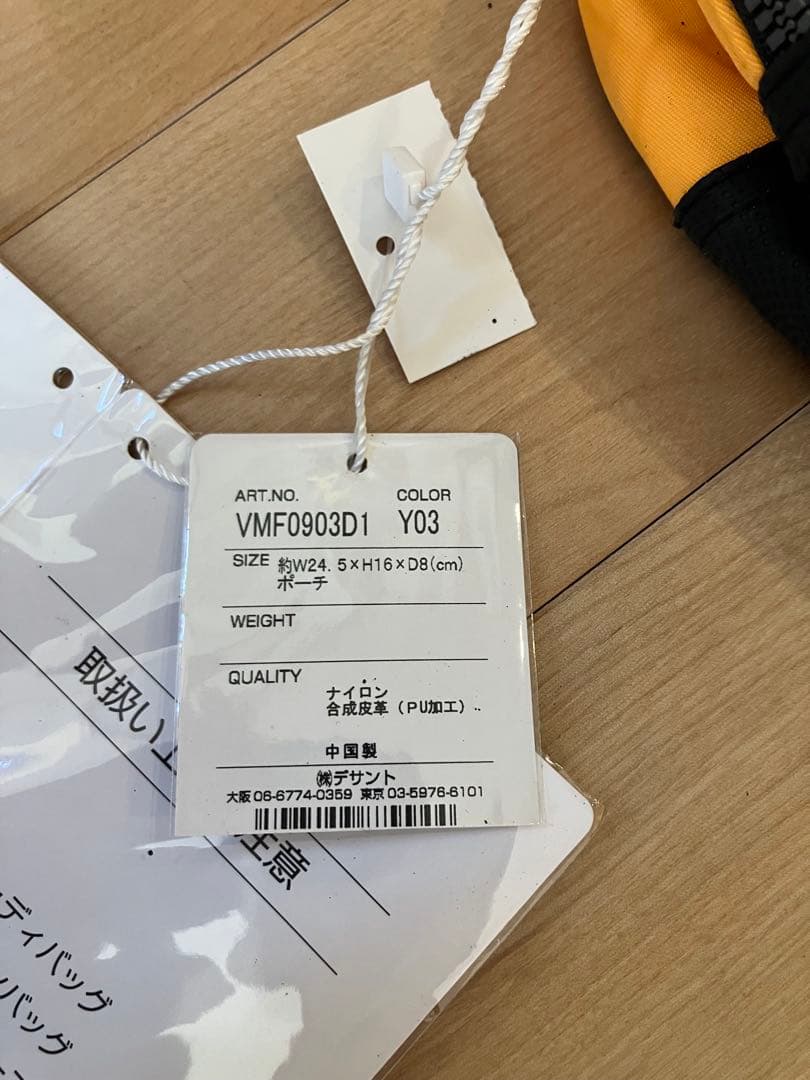 ART.NO. COLOR
VMF0903D1 Y03
SIZE 約W24.5×H16×D8(cm)
ポーチ
WEIGHT
QUALITY
ナイロン
合成皮革(PU加工)
中国製
㈱デサント
大阪 06-6774-0359 東京 03-5976-6101
取扱い上
注意
ディバッグ
バッグ